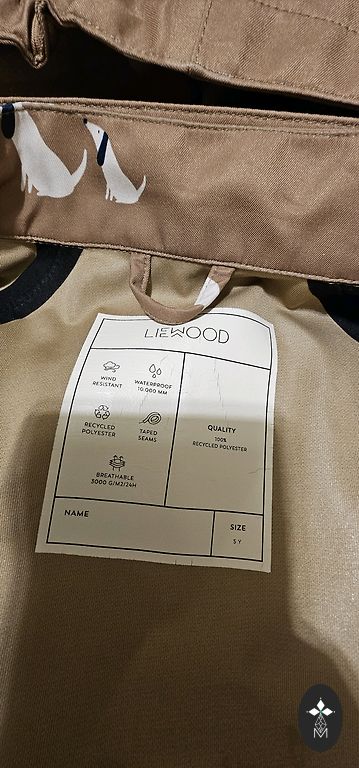 LIEWOOD
WIND
RESISTANT
WATERPROOF
10.000 MM
RECYCLED
POLYESTER
TAPED
SEAMS
BREATHABLE
3000 G/M2/24H
QUALITY
100%
RECYCLED POLYESTER
NAME
SIZE
5 Y
M